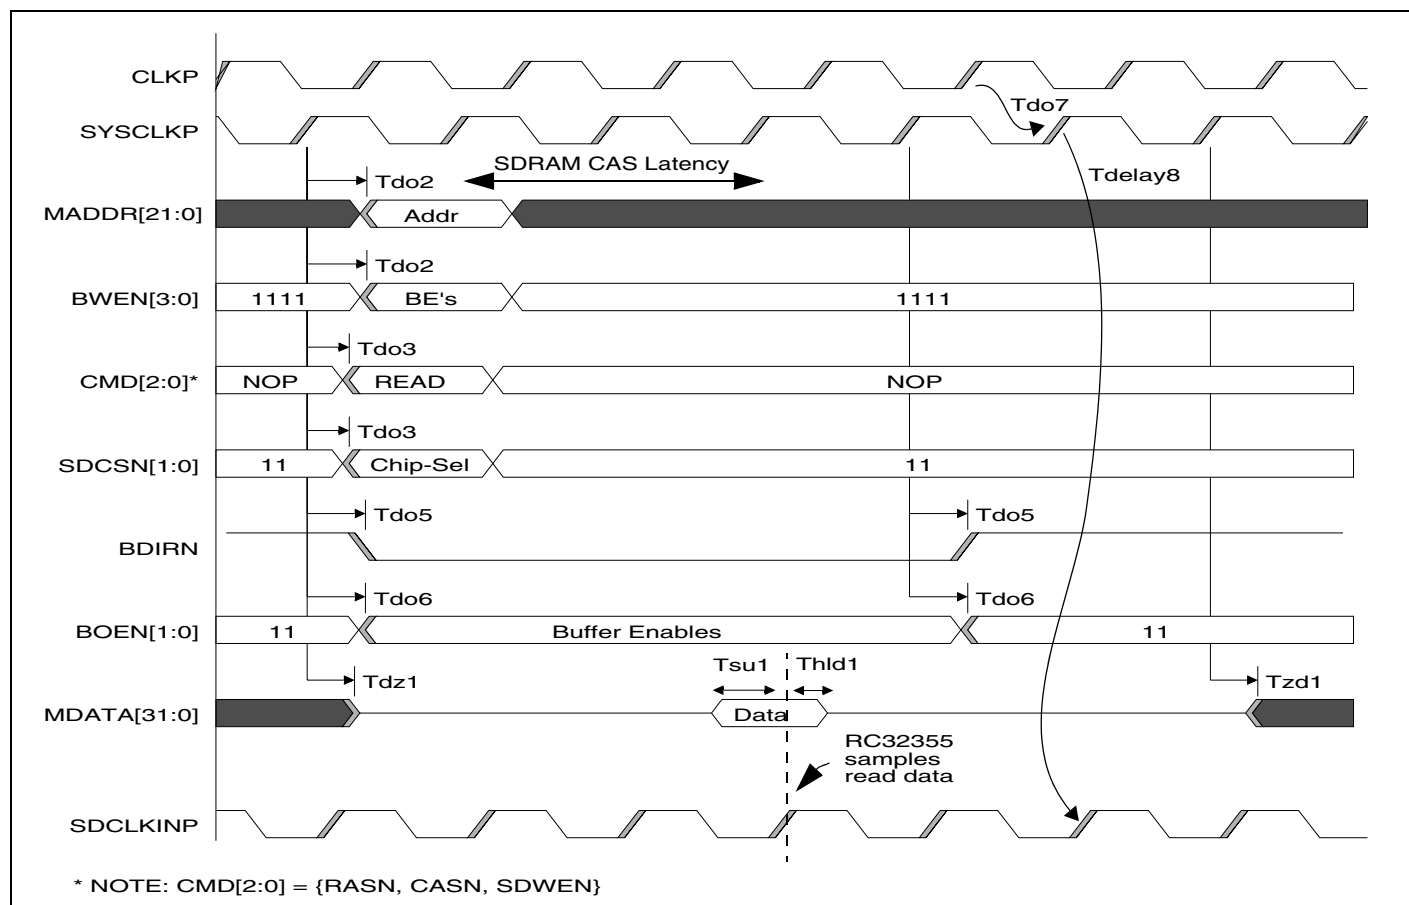 CLKP
Tdo7
SYSCLKP
SDRAM CAS Latency
Tdo2
Tdelay8
MADDR[21:0]
Addr
Tdo2
BWEN[3:0]
1111
BE's
1111
Tdo3
CMD[2:0]*
NOP
READ
NOP
Tdo3
SDCSN[1:0]
11
Chip-Sel
11
Tdo5
Tdo5
BDIRN
Tdo6
Tdo6
BOEN[1:0]
11
Buffer Enables
11
Tdz1
Tsu1
Thld1
Tzd1
MDATA[31:0]
Data
RC32355
samples
read data
SDCLKINP
* NOTE: CMD[2:0] = {RASN, CASN, SDWEN}